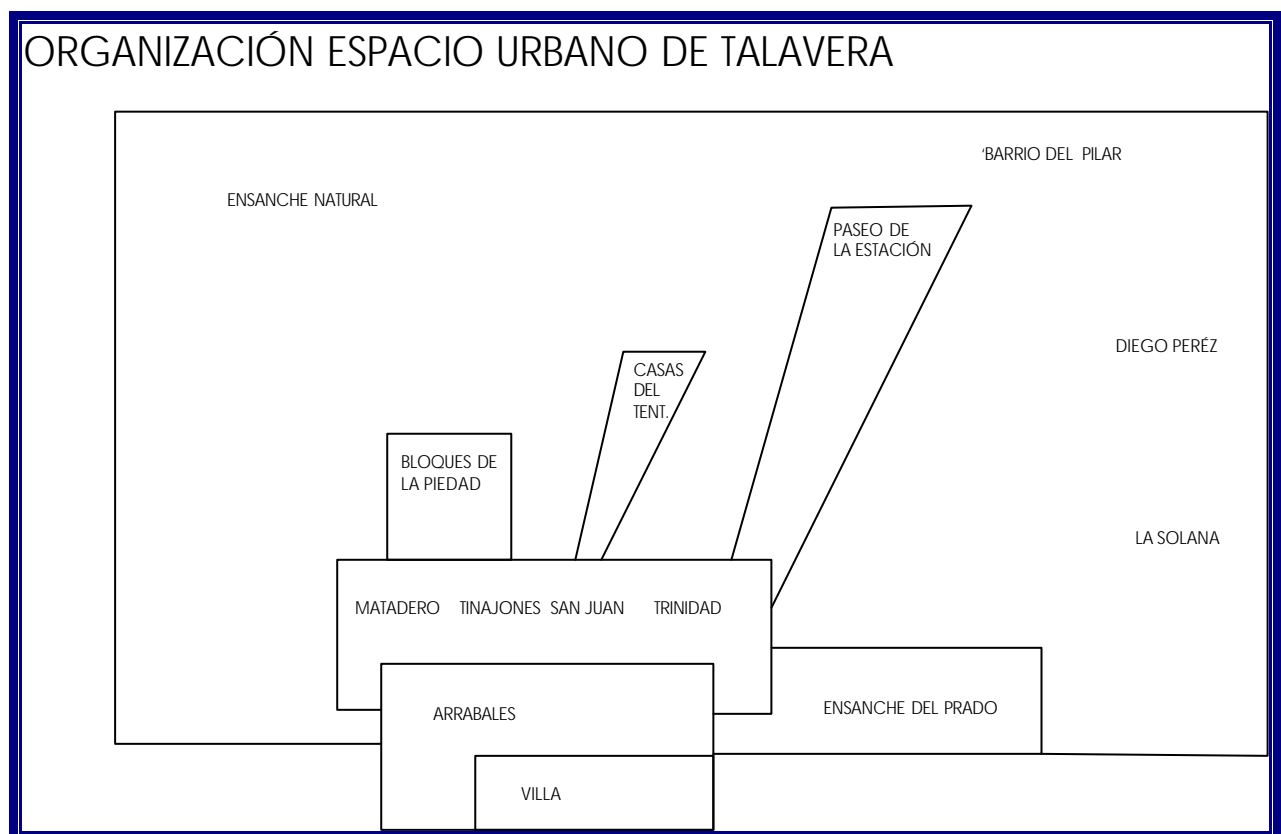 ORGANIZACIÓN ESPACIO URBANO DE TALAVERA
'BARRIO DEL PILAR
ENSANCHE NATURAL
PASEO DE
LA ESTACIÓN
DIEGO PERÉZ
CASAS
DEL
TENT.
BLOQUES DE
LA PIEDAD
LA SOLANA
MATADERO TINAJONES SAN JUAN TRINIDAD
ENSANCHE DEL PRADO
ARRABALES
VILLA